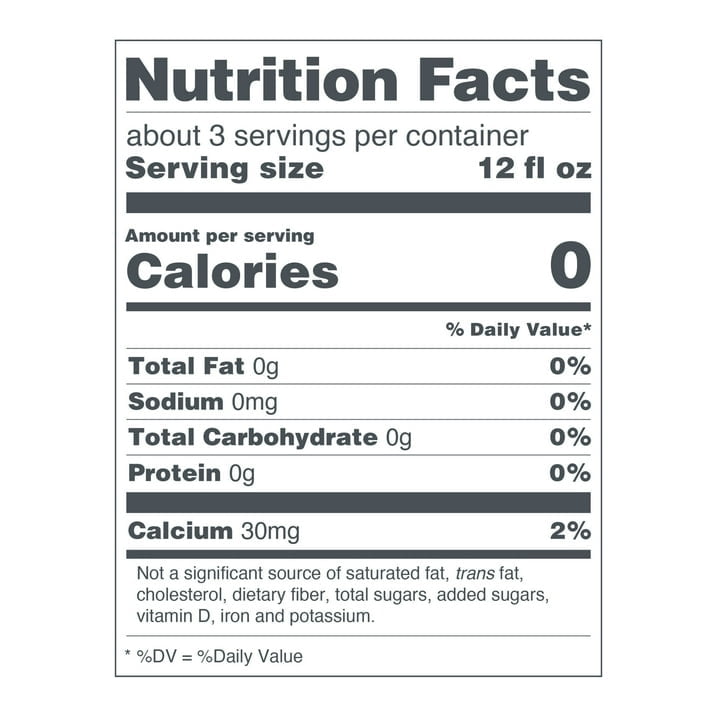 Nutrition Facts
about 3 servings per container
Serving size 12 fl oz
Amount per serving
Calories 0
% Daily Value*
Total Fat 0g 0%
Sodium 0mg 0%
Total Carbohydrate 0g 0%
Protein 0g 0%
Calcium 30mg 2%
Not a significant source of saturated fat, trans fat,
cholesterol, dietary fiber, total sugars, added sugars,
vitamin D, iron and potassium.
* %DV = %Daily Value